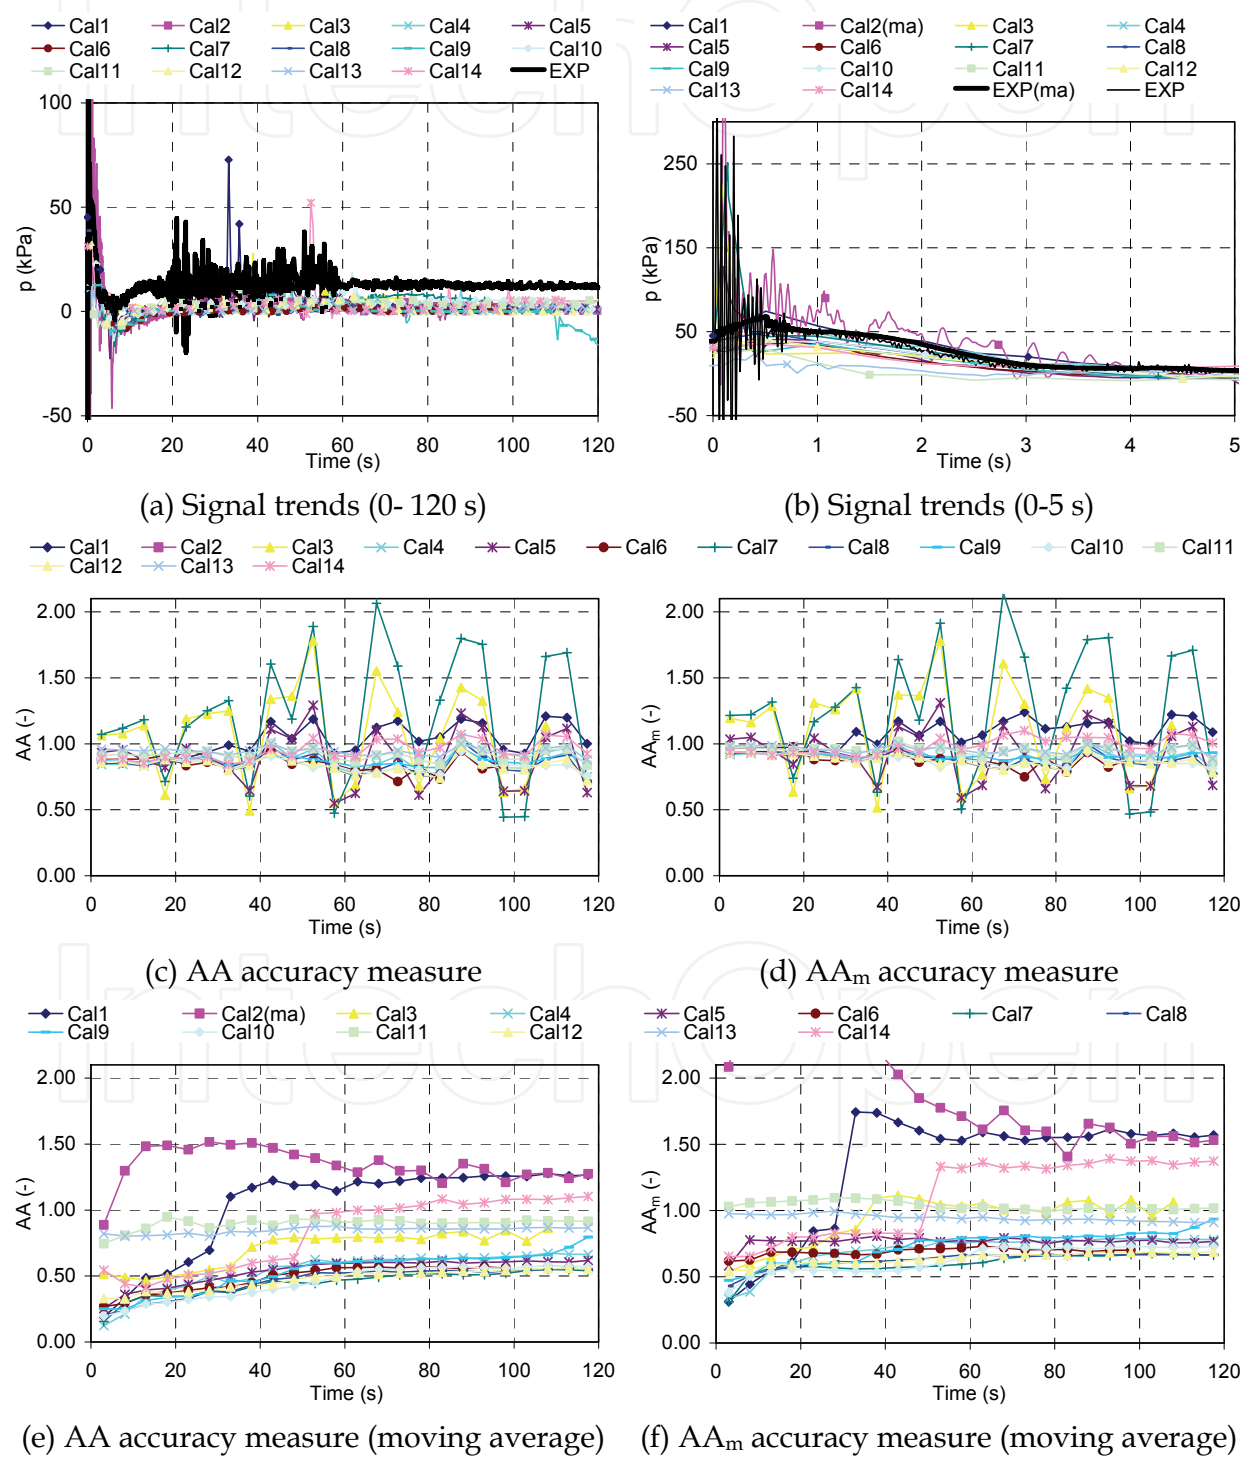 Cal1 Cal2 Cal3 Cal4 Cal5
Cal6 Cal7 Cal8 Cal9 Cal10
Cal11 Cal12 Cal13 Cal14 EXP
p (kPa)
100
50
0
-50
0 20 40 60 80 100 120
Time (s)
(a) Signal trends (0- 120 s)
Cal1 Cal2(ma) Cal3 Cal4
Cal5 Cal6 Cal7 Cal8
Cal9 Cal10 Cal11 Cal12
Cal13 Cal14 EXP(ma) EXP
p (kPa)
250
150
50
-50
0 1 2 3 4 5
Time (s)
(b) Signal trends (0-5 s)
Cal1 Cal2 Cal3 Cal4 Cal5 Cal6 Cal7 Cal8 Cal9 Cal10 Cal11
Cal12 Cal13 Cal14
AA (-)
2.00
1.50
1.00
0.50
0.00
0 20 40 60 80 100 120
Time (s)
(c) AA accuracy measure
AAm (-)
2.00
1.50
1.00
0.50
0.00
0 20 40 60 80 100 120
Time (s)
(d) AAm accuracy measure
Cal1 Cal2(ma) Cal3 Cal4 Cal5 Cal6 Cal7 Cal8
Cal9 Cal10 Cal11 Cal12 Cal13 Cal14
AA (-)
2.00
1.50
1.00
0.50
0.00
0 20 40 60 80 100 120
Time (s)
(e) AA accuracy measure (moving average)
AAm (-)
2.00
1.50
1.00
0.50
0.00
0 20 40 60 80 100 120
Time (s)
(f) AAm accuracy measure (moving average)
IntechOpen
IntechOpen